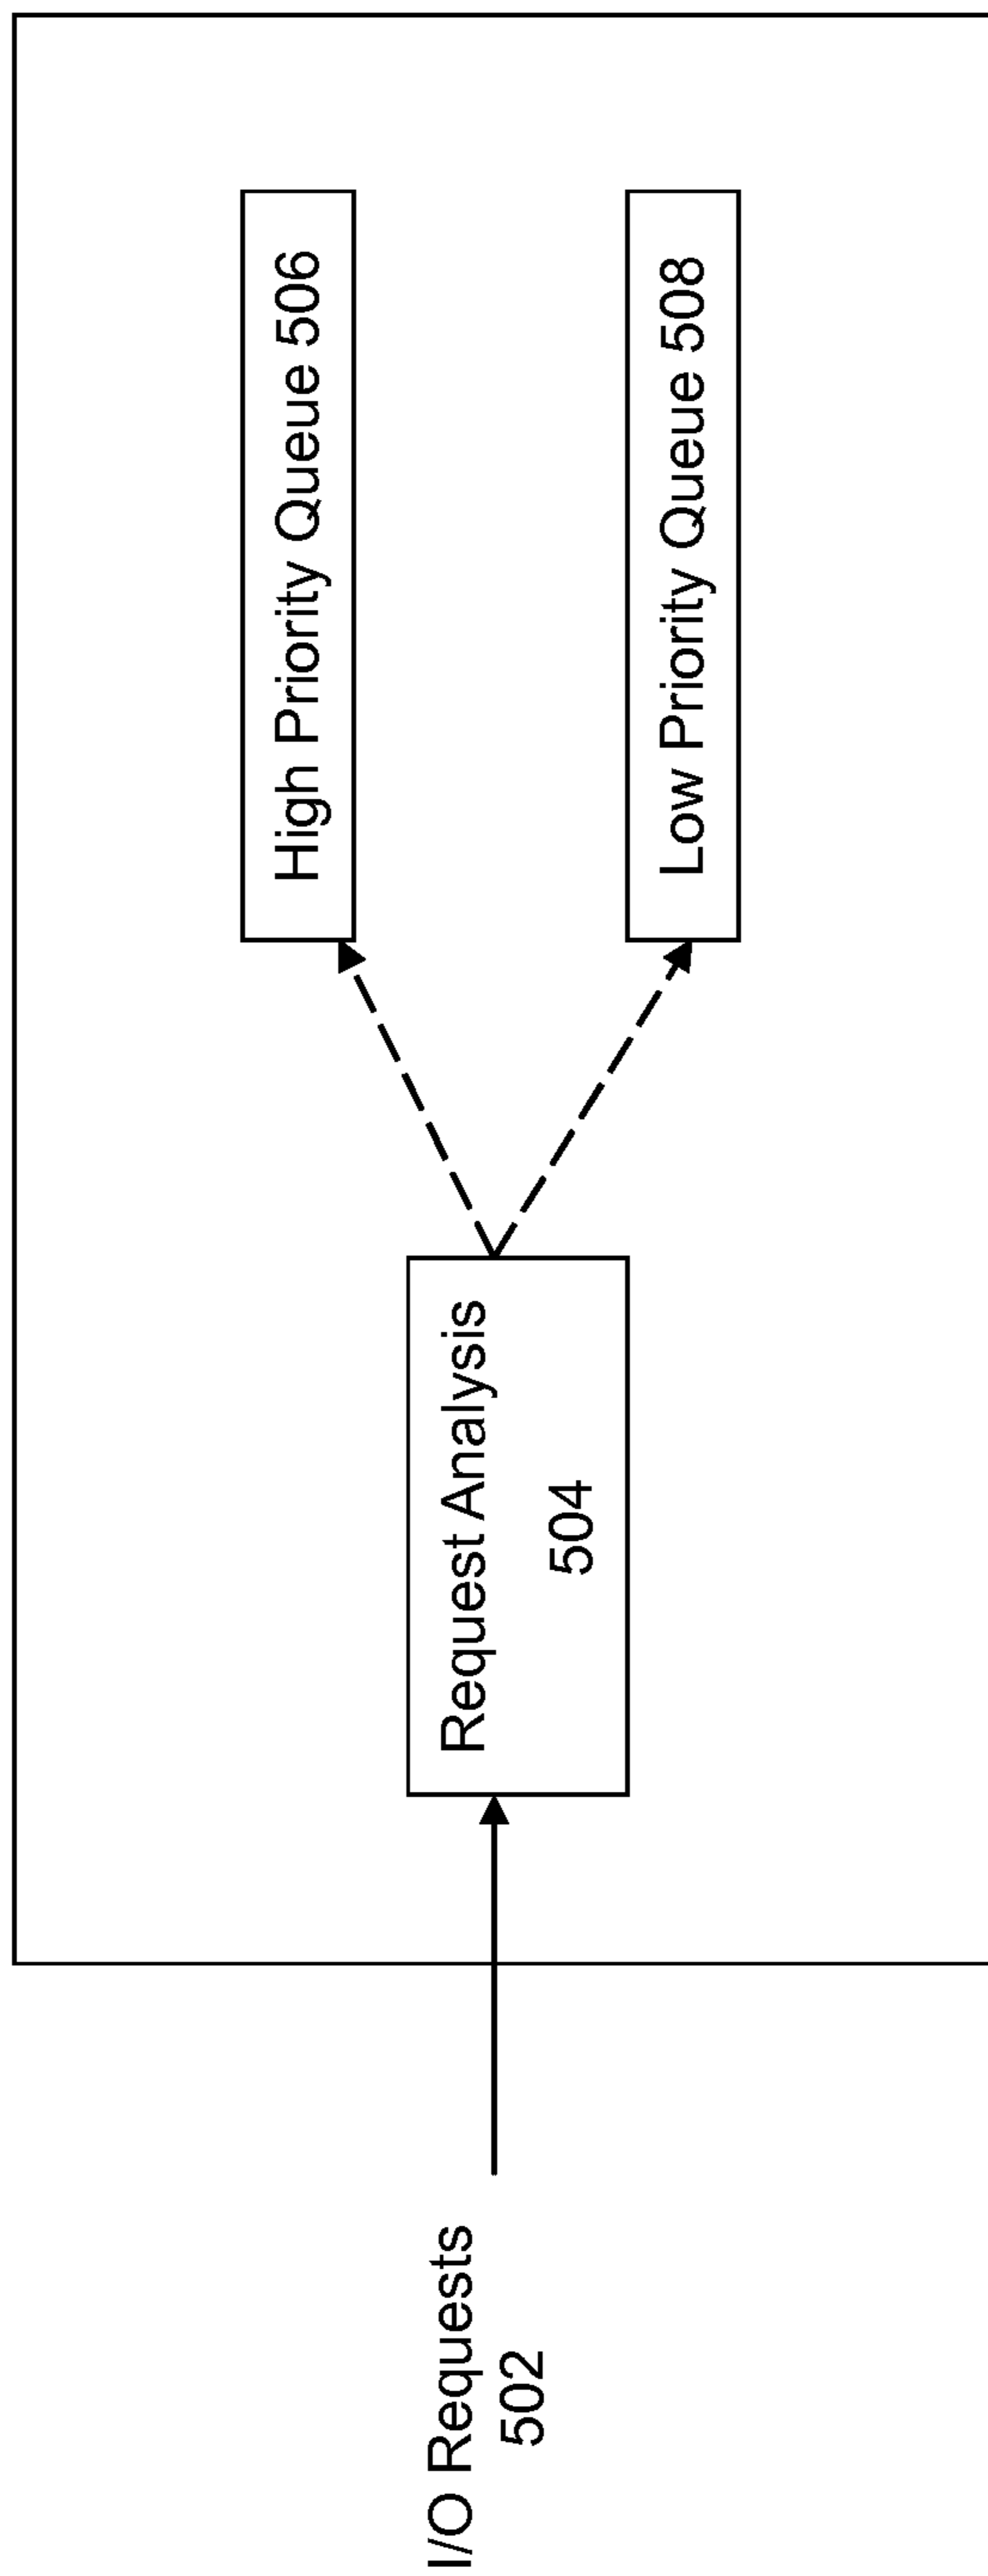 I/O Requests
502
Request Analysis
504
High Priority Queue 506
Low Priority Queue 508